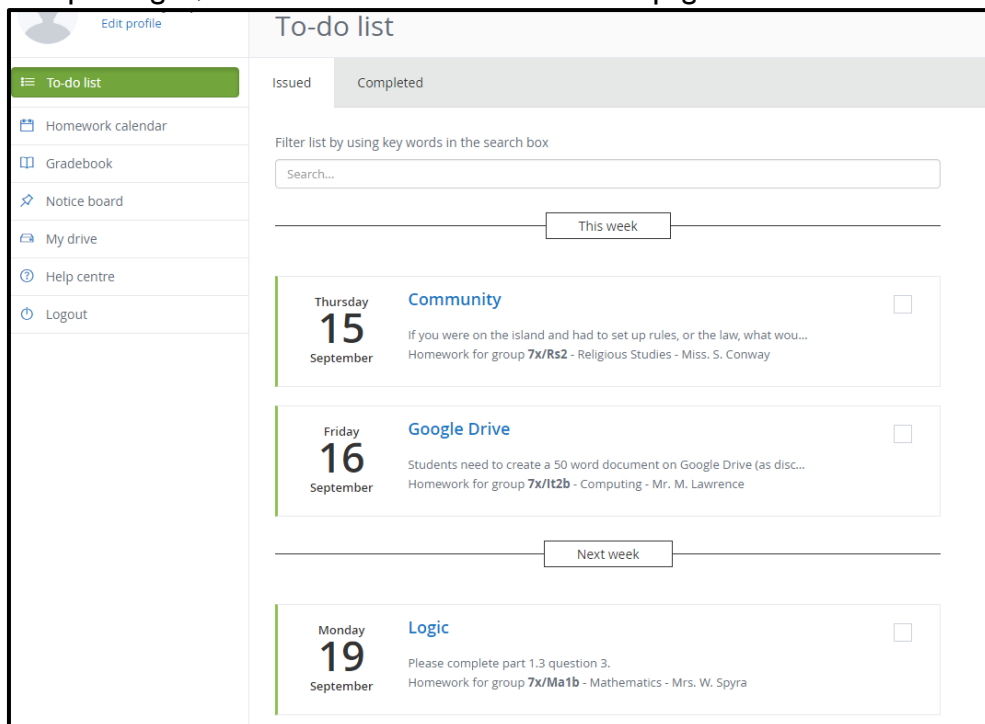 Edit profile
To-do list
To-do list
Homework calendar
Gradebook
Notice board
My drive
Help centre
Logout
Issued
Completed
Filter list by using key words in the search box
Search...
This week
Thursday
15
September
Community
If you were on the island and had to set up rules, or the law, what wou...
Homework for group 7x/Rs2 - Religious Studies - Miss. S. Conway
Friday
16
September
Google Drive
Students need to create a 50 word document on Google Drive (as disc...
Homework for group 7x/It2b - Computing - Mr. M. Lawrence
Next week
Monday
19
September
Logic
Please complete part 1.3 question 3.
Homework for group 7x/Ma1b - Mathematics - Mrs. W. Spyra